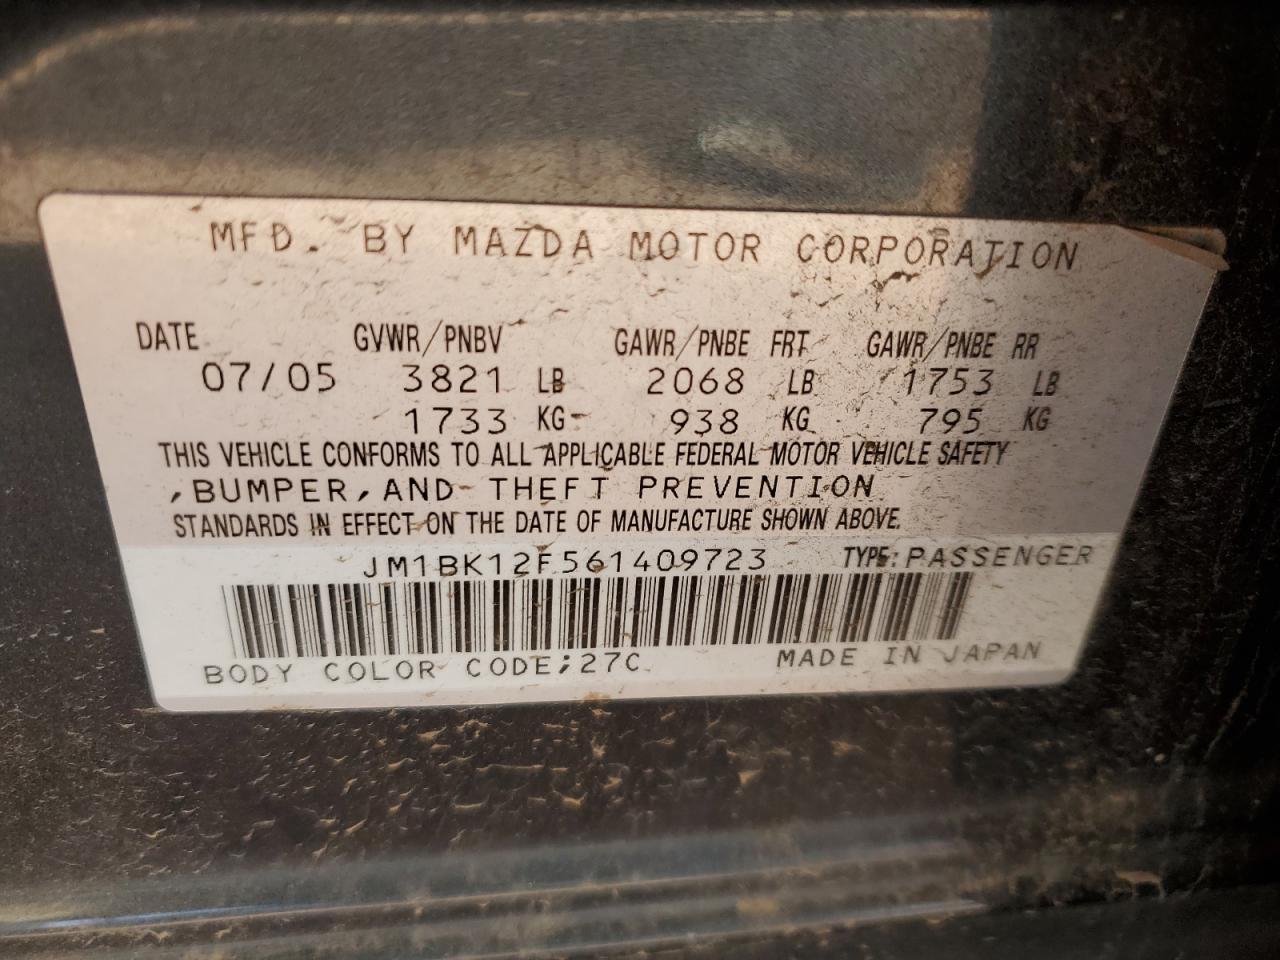 MFD. BY MAZDA MOTOR CORPORATION
DATE GVWR/PNBV GAWR/PNBE FRT GAWR/PNBE RR
07/05 3821 LB 2068 LB 1753 LB
1733 KG 938 KG 795 KG
THIS VEHICLE CONFORMS TO ALL APPLICABLE FEDERAL MOTOR VEHICLE SAFETY
,BUMPER,AND THEFT PREVENTION
STANDARDS IN EFFECT ON THE DATE OF MANUFACTURE SHOWN ABOVE.
JM1BK12F561409723 TYPE:PASSENGER
BODY COLOR CODE;27C MADE IN JAPAN